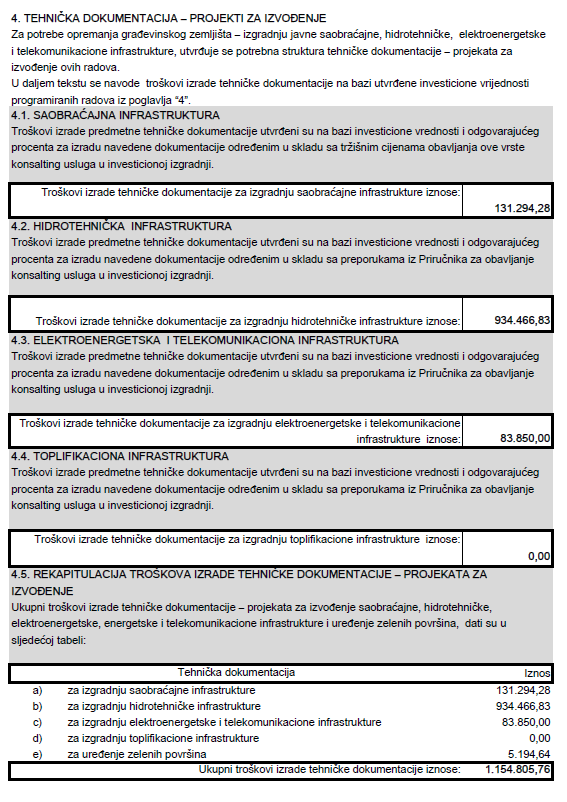 4. TEHNIČKA DOKUMENTACIJA – PROJEKTI ZA IZVOĐENJE
Za potrebe opremanja građevinskog zemljišta – izgradnju javne saobraćajne, hidrotehničke, elektroenergetske
i telekomunikacione infrastrukture, utvrđuje se potrebna struktura tehničke dokumentacije – projekata za
izvođenje ovih radova.
U daljem tekstu se navode troškovi izrade tehničke dokumentacije na bazi utvrđene investicione vrijednosti
programiranih radova iz poglavlja “4”.
4.1. SAOBRAĆAJNA INFRASTRUKTURA
Troškovi izrade predmetne tehničke dokumentacije utvrđeni su na bazi investicione vrednosti i odgovarajućeg
procenta za izradu navedene dokumentacije određenim u skladu sa tržišnim cijenama obavljanja ove vrste
konsalting usluga u investicionoj izgradnji.
Troškovi izrade tehničke dokumentacije za izgradnju saobraćajne infrastrukture iznose:
131.294,28
4.2. HIDROTEHNIČKA INFRASTRUKTURA
Troškovi izrade predmetne tehničke dokumentacije utvrđeni su na bazi investicione vrednosti i odgovarajućeg
procenta za izradu navedene dokumentacije određenim u skladu sa preporukama iz Priručnika za obavljanje
konsalting usluga u investicionoj izgradnji.
Troškovi izrade tehničke dokumentacije za izgradnju hidrotehničke infrastrukture iznose: 934.466,83
4.3. ELEKTROENERGETSKA I TELEKOMUNIKACIONA INFRASTRUKTURA
Troškovi izrade predmetne tehničke dokumentacije utvrđeni su na bazi investicione vrednosti i odgovarajućeg
procenta za izradu navedene dokumentacije određenim u skladu sa preporukama iz Priručnika za obavljanje
konsalting usluga u investicionoj izgradnji.
Troškovi izrade tehničke dokumentacije za izgradnju elektroenergetske i telekomunikacione
infrastrukture iznose: 83.850,00
4.4. TOPLIFIKACIONA INFRASTRUKTURA
Troškovi izrade predmetne tehničke dokumentacije utvrđeni su na bazi investicione vrednosti i odgovarajućeg
procenta za izradu navedene dokumentacije određenim u skladu sa preporukama iz Priručnika za obavljanje
konsalting usluga u investicionoj izgradnji.
Troškovi izrade tehničke dokumentacije za izgradnju toplifikacione infrastrukture iznose:
0,00
4.5. REKAPITULACIJA TROŠKOVA IZRADE TEHNIČKE DOKUMENTACIJE – PROJEKATA ZA
IZVOĐENJE
Ukupni troškovi izrade tehničke dokumentacije – projekata za izvođenje saobraćajne, hidrotehničke,
elektroenergetske, energetske i telekomunikacione infrastrukture i uređenje zelenih površina, dati su u
sljedećoj tabeli:
Tehnička dokumentacija Iznos
a) za izgradnju saobraćajne infrastrukture 131.294,28
b) za izgradnju hidrotehničke infrastrukture 934.466,83
c) za izgradnju elektroenergetske i telekomunikacione infrastrukture 83.850,00
d) za izgradnju toplifikacione infrastrukture 0,00
e) za uređenje zelenih površina 5.194,64
Ukupni troškovi izrade tehničke dokumentacije iznose: 1.154.805,76